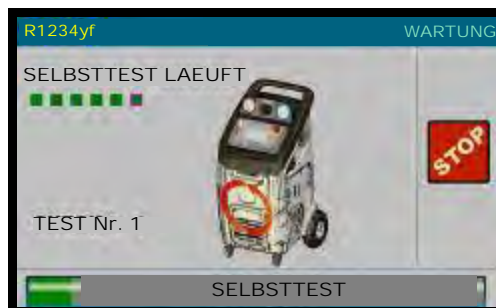 R1234yf
WARTUNG
SELBSTTEST LAEUFT
STOP
TEST Nr. 1
SELBSTTEST